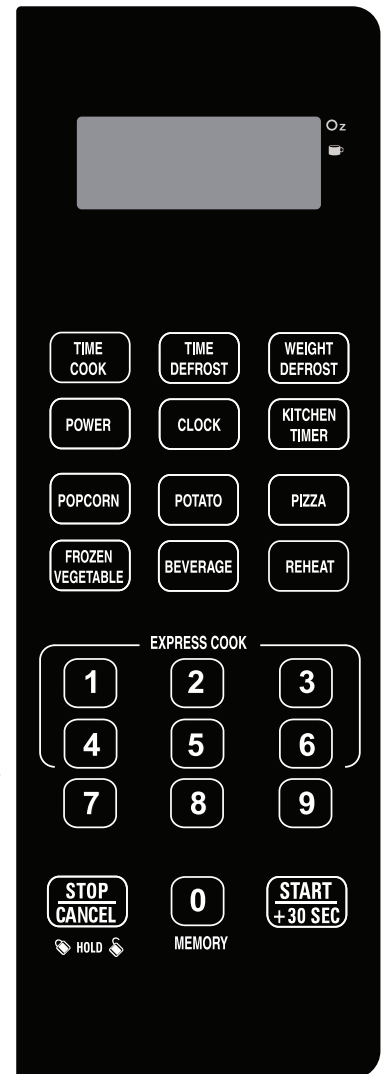 Oz
TIME COOK
TIME DEFROST
WEIGHT DEFROST
POWER
CLOCK
KITCHEN TIMER
POPCORN
POTATO
PIZZA
FROZEN VEGETABLE
BEVERAGE
REHEAT
EXPRESS COOK
1 2 3
4 5 6
7 8 9
STOP CANCEL
0
START +30 SEC
HOLD
MEMORY